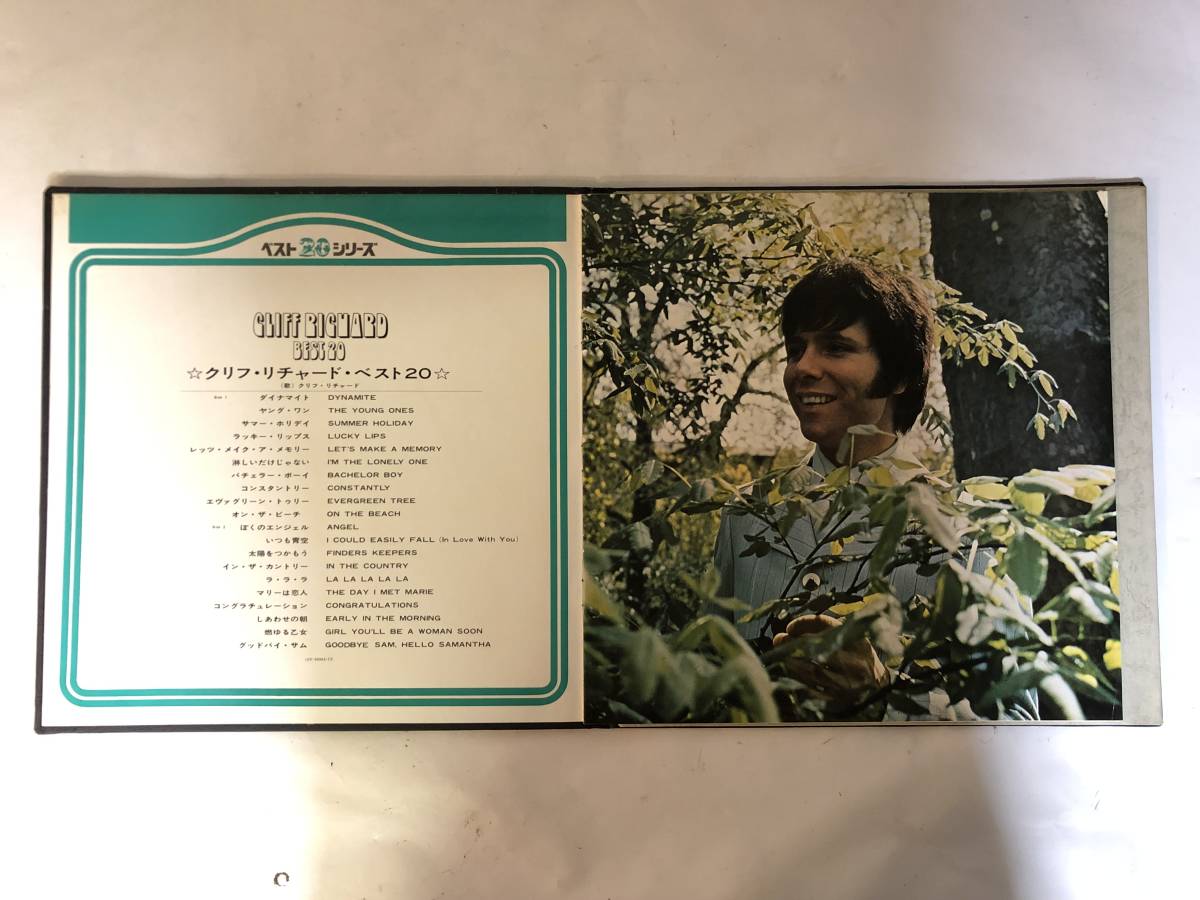 ベスト20シリーズ
CLIFF RICHARD
BEST 20
☆クリフ・リチャード・ベスト20☆
(歌) クリフ・リチャード
Side 1 ダイナマイト DYNAMITE
ヤング・ワン THE YOUNG ONES
サマー・ホリデイ SUMMER HOLIDAY
ラッキー・リップス LUCKY LIPS
レッツ・メイク・ア・メモリー LET'S MAKE A MEMORY
淋しいだけじゃない I'M THE LONELY ONE
バチェラー・ボーイ BACHELOR BOY
コンスタントリー CONSTANTLY
エヴァグリーン・トゥリー EVERGREEN TREE
オン・ザ・ビーチ ON THE BEACH
Side 2 ぼくのエンジェル ANGEL
いつも青空 I COULD EASILY FALL (In Love With You)
太陽をつかもう FINDERS KEEPERS
イン・ザ・カントリー IN THE COUNTRY
ラ・ラ・ラ LA LA LA LA LA
マリーは恋人 THE DAY I MET MARIE
コングラチュレーション CONGRATULATIONS
しあわせの朝 EARLY IN THE MORNING
燃ゆる乙女 GIRL YOU'LL BE A WOMAN SOON
グッドバイ・サム GOODBYE SAM, HELLO SAMANTHA